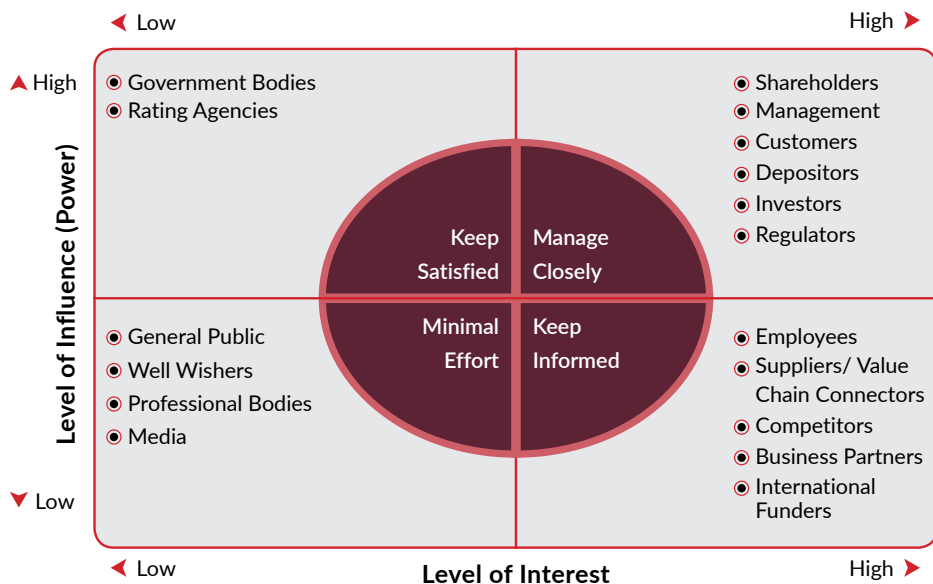 Low
High
High
Level of Influence (Power)
Low
Government Bodies
Rating Agencies
Shareholders
Management
Customers
Depositors
Investors
Regulators
Keep
Satisfied
Manage
Closely
Minimal
Effort
Keep
Informed
General Public
Well Wishers
Professional Bodies
Media
Employees
Suppliers/ Value
Chain Connectors
Competitors
Business Partners
International
Funders
Low
Level of Interest
High